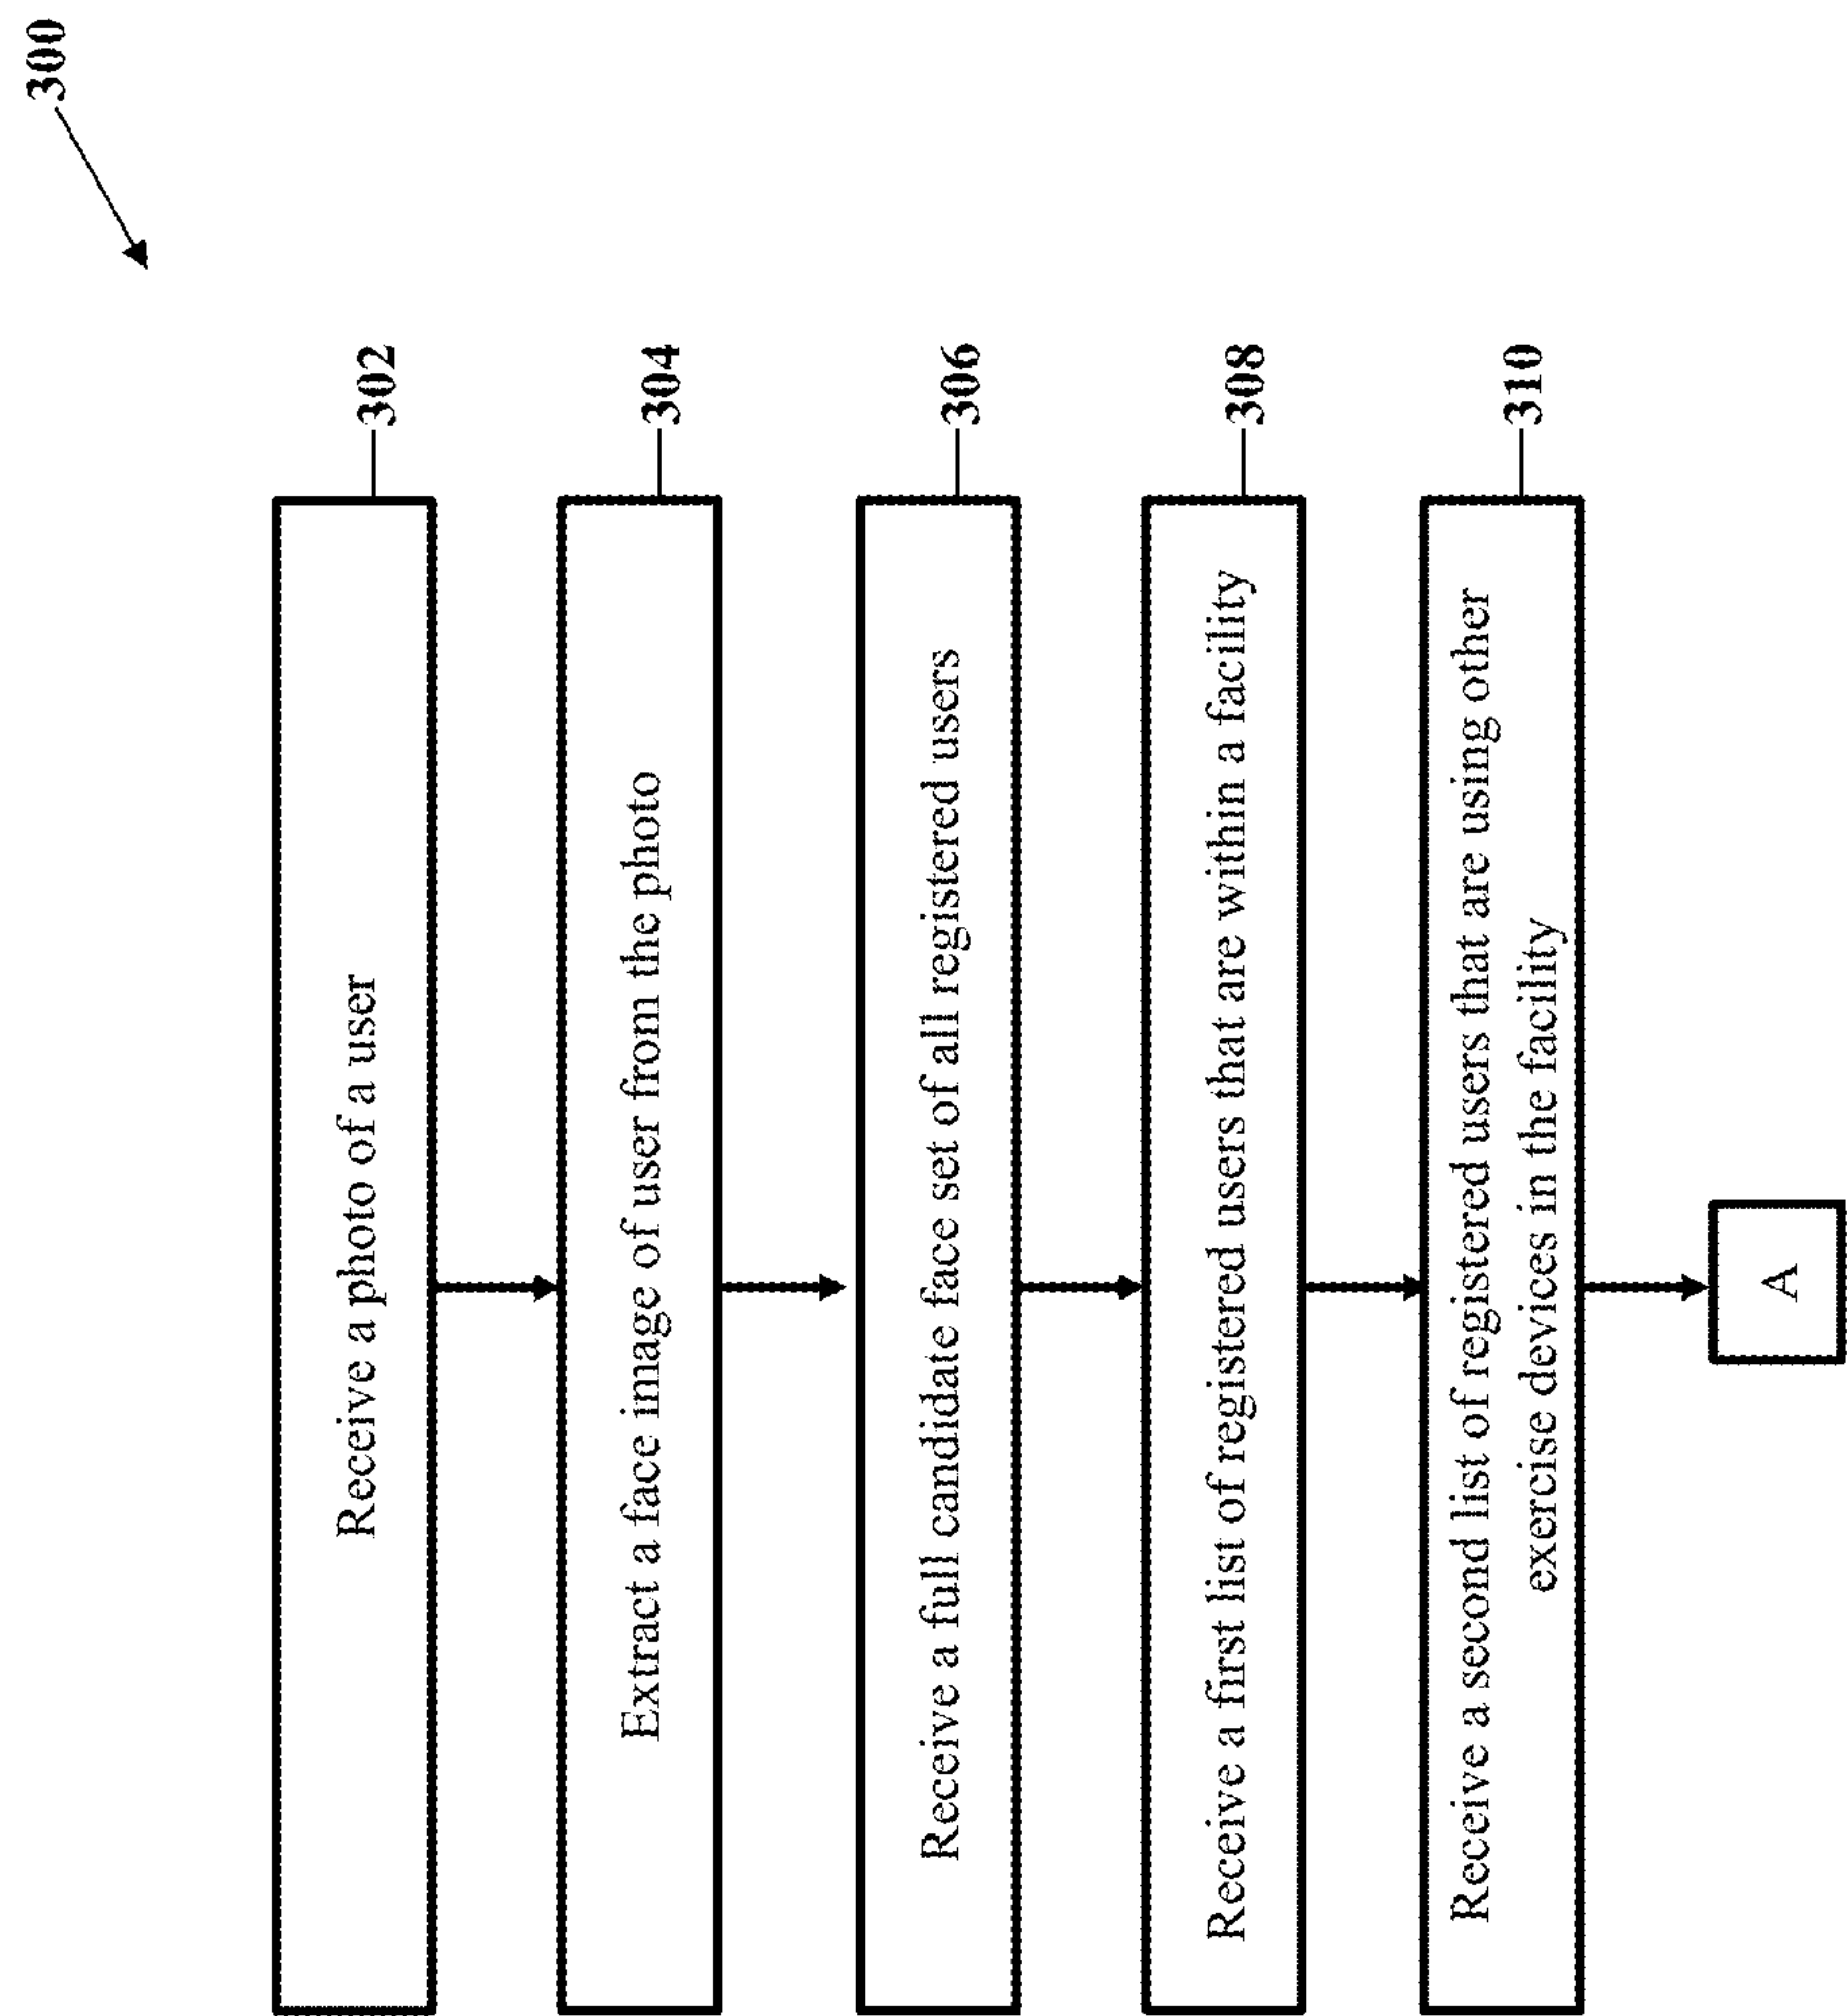 300
Receive a photo of a user
302
Extract a face image of user from the photo
304
Receive a full candidate face set of all registered users
306
Receive a first list of registered users that are within a facility
308
Receive a second list of registered users that are using other
exercise devices in the facility
310
A